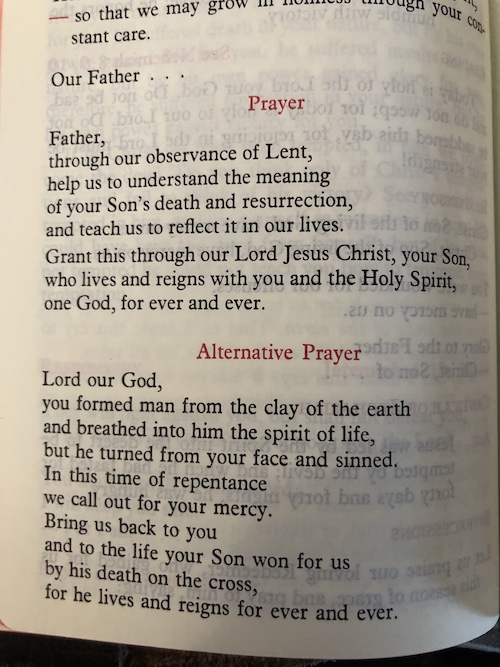 — so that we may grow in holiness through your con-
stant care.
Our Father . . .
Prayer
Father,
through our observance of Lent,
help us to understand the meaning
of your Son's death and resurrection,
and teach us to reflect it in our lives.
Grant this through our Lord Jesus Christ, your Son,
who lives and reigns with you and the Holy Spirit,
one God, for ever and ever.
Alternative Prayer
Lord our God,
you formed man from the clay of the earth
and breathed into him the spirit of life,
but he turned from your face and sinned.
In this time of repentance
we call out for your mercy.
Bring us back to you
and to the life your Son won for us
by his death on the cross,
for he lives and reigns for ever and ever.